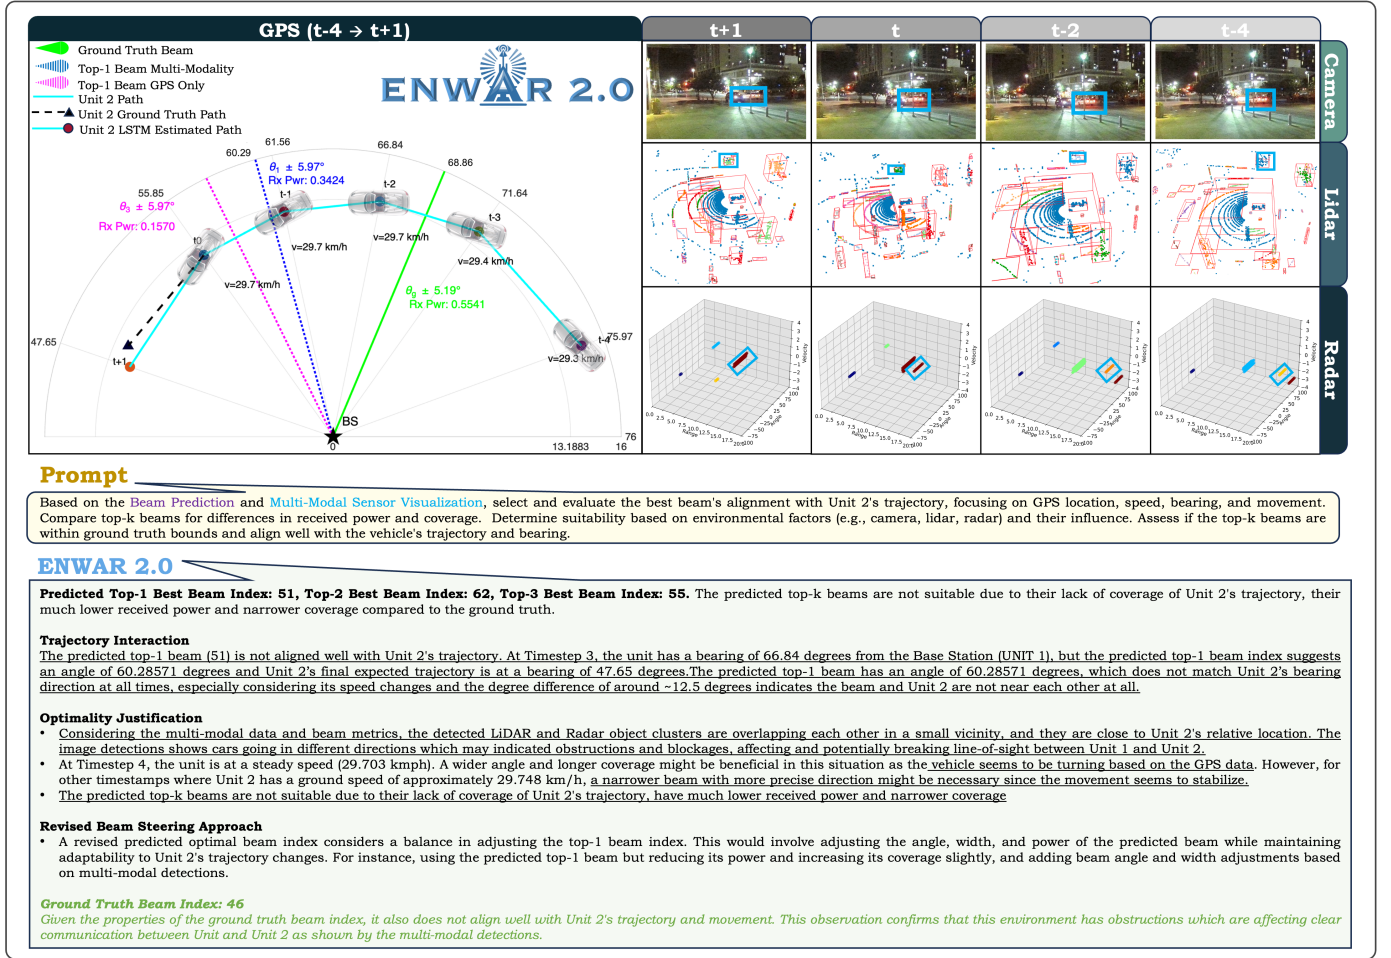 GPS (t-4 → t+1)
t+1
t
t-2
t-4
Ground Truth Beam
Top-1 Beam Multi-Modality
Top-1 Beam GPS Only
Unit 2 Path
Unit 2 Ground Truth Path
Unit 2 LSTM Estimated Path
ENWAR 2.0
Camera
Lidar
Radar
47.65
55.85
60.29
61.56
66.84
68.86
71.64
75.97
76
θ₁ ± 5.97°
Rx Pwr: 0.3424
θ₃ ± 5.97°
Rx Pwr: 0.1570
θg ± 5.19°
Rx Pwr: 0.5541
t0
t-1
t-2
t-3
t-4
t+1
v=29.7 km/h
v=29.7 km/h
v=29.7 km/h
v=29.4 km/h
v=29.3 km/h
BS
0
13.1883
16
Prompt
Based on the Beam Prediction and Multi-Modal Sensor Visualization, select and evaluate the best beam's alignment with Unit 2's trajectory, focusing on GPS location, speed, bearing, and movement.
Compare top-k beams for differences in received power and coverage. Determine suitability based on environmental factors (e.g., camera, lidar, radar) and their influence. Assess if the top-k beams are
within ground truth bounds and align well with the vehicle's trajectory and bearing.
ENWAR 2.0
Predicted Top-1 Best Beam Index: 51, Top-2 Best Beam Index: 62, Top-3 Best Beam Index: 55. The predicted top-k beams are not suitable due to their lack of coverage of Unit 2's trajectory, their
much lower received power and narrower coverage compared to the ground truth.
Trajectory Interaction
The predicted top-1 beam (51) is not aligned well with Unit 2's trajectory. At Timestep 3, the unit has a bearing of 66.84 degrees from the Base Station (UNIT 1), but the predicted top-1 beam index suggests
an angle of 60.28571 degrees and Unit 2's final expected trajectory is at a bearing of 47.65 degrees.The predicted top-1 beam has an angle of 60.28571 degrees, which does not match Unit 2's bearing
direction at all times, especially considering its speed changes and the degree difference of around ~12.5 degrees indicates the beam and Unit 2 are not near each other at all.
Optimality Justification
• Considering the multi-modal data and beam metrics, the detected LiDAR and Radar object clusters are overlapping each other in a small vicinity, and they are close to Unit 2's relative location. The
image detections shows cars going in different directions which may indicated obstructions and blockages, affecting and potentially breaking line-of-sight between Unit 1 and Unit 2.
• At Timestep 4, the unit is at a steady speed (29.703 kmph). A wider angle and longer coverage might be beneficial in this situation as the vehicle seems to be turning based on the GPS data. However, for
other timestamps where Unit 2 has a ground speed of approximately 29.748 km/h, a narrower beam with more precise direction might be necessary since the movement seems to stabilize.
• The predicted top-k beams are not suitable due to their lack of coverage of Unit 2's trajectory, have much lower received power and narrower coverage
Revised Beam Steering Approach
• A revised predicted optimal beam index considers a balance in adjusting the top-1 beam index. This would involve adjusting the angle, width, and power of the predicted beam while maintaining
adaptability to Unit 2's trajectory changes. For instance, using the predicted top-1 beam but reducing its power and increasing its coverage slightly, and adding beam angle and width adjustments based
on multi-modal detections.
Ground Truth Beam Index: 46
Given the properties of the ground truth beam index, it also does not align well with Unit 2's trajectory and movement. This observation confirms that this environment has obstructions which are affecting clear
communication between Unit and Unit 2 as shown by the multi-modal detections.